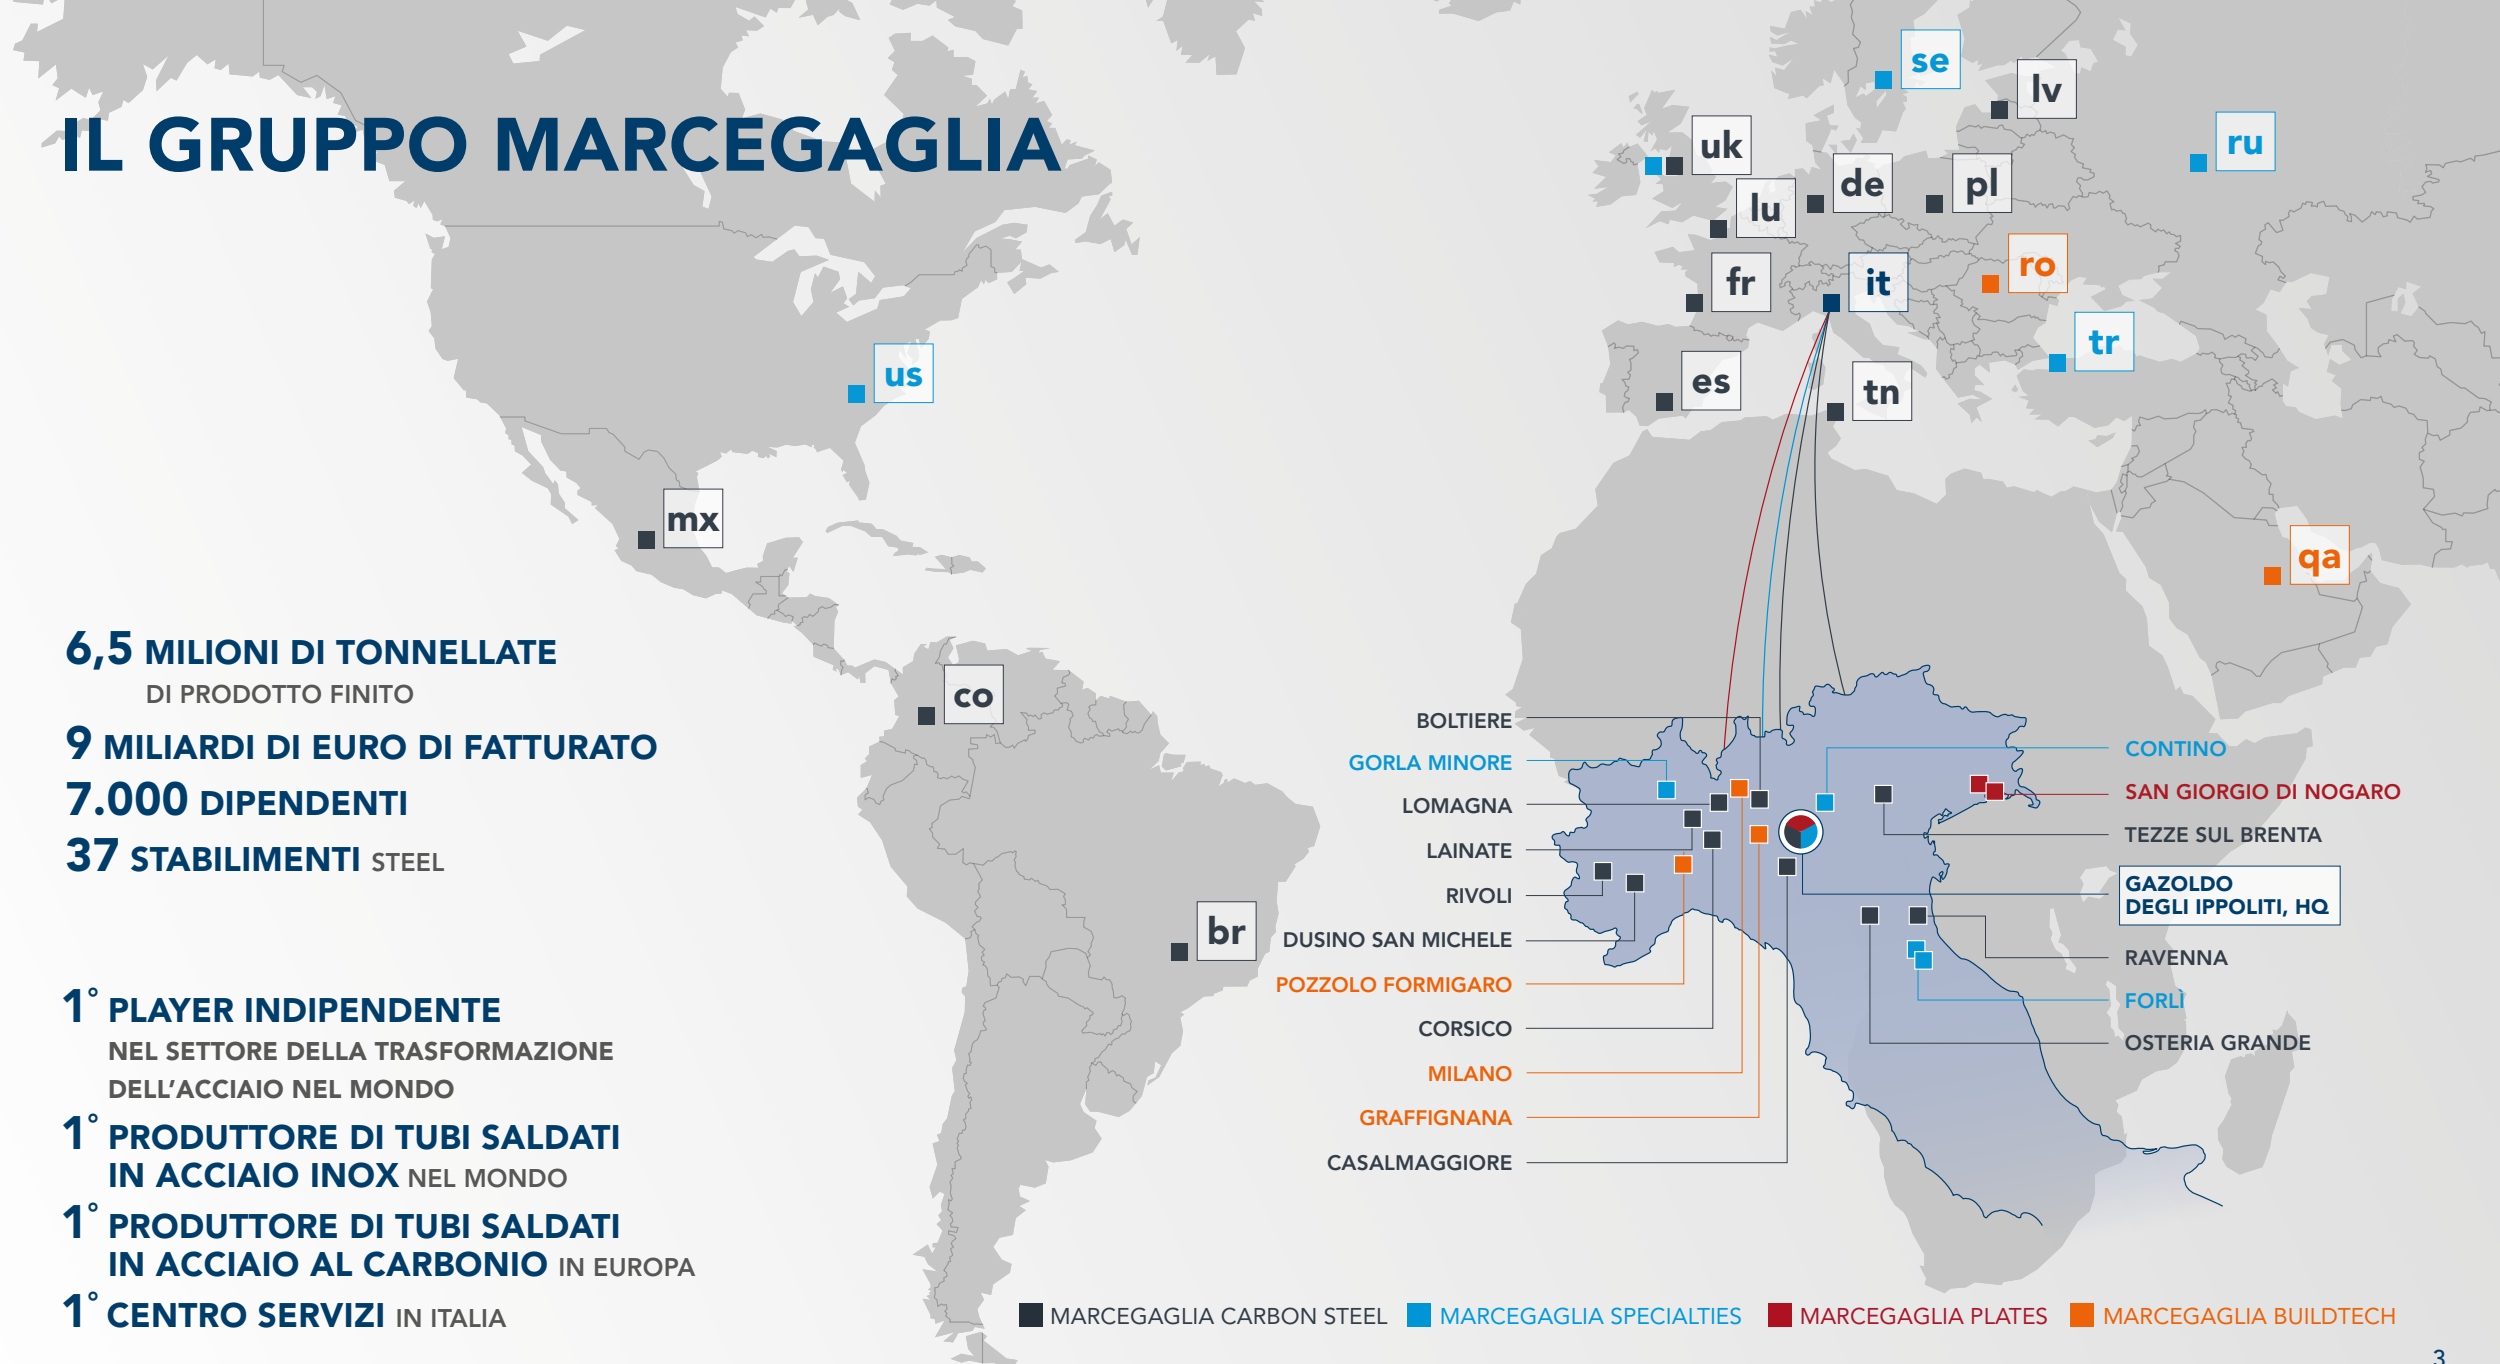 IL GRUPPO MARCEGAGLIA
se
lv
uk
ru
de
pl
lu
ro
fr
it
tr
us
es
tn
mx
qa
co
br
6,5 MILIONI DI TONNELLATE
DI PRODOTTO FINITO
9 MILIARDI DI EURO DI FATTURATO
7.000 DIPENDENTI
37 STABILIMENTI STEEL
1° PLAYER INDIPENDENTE
NEL SETTORE DELLA TRASFORMAZIONE
DELL'ACCIAIO NEL MONDO
1° PRODUTTORE DI TUBI SALDATI
IN ACCIAIO INOX NEL MONDO
1° PRODUTTORE DI TUBI SALDATI
IN ACCIAIO AL CARBONIO IN EUROPA
1° CENTRO SERVIZI IN ITALIA
BOLTIERE
GORLA MINORE
LOMAGNA
LAINATE
RIVOLI
DUSINO SAN MICHELE
POZZOLO FORMIGARO
CORSICO
MILANO
GRAFFIGNANA
CASALMAGGIORE
CONTINO
SAN GIORGIO DI NOGARO
TEZZE SUL BRENTA
GAZOLDO
DEGLI IPPOLITI, HQ
RAVENNA
FORLÌ
OSTERIA GRANDE
MARCEGAGLIA CARBON STEEL
MARCEGAGLIA SPECIALTIES
MARCEGAGLIA PLATES
MARCEGAGLIA BUILDTECH
3